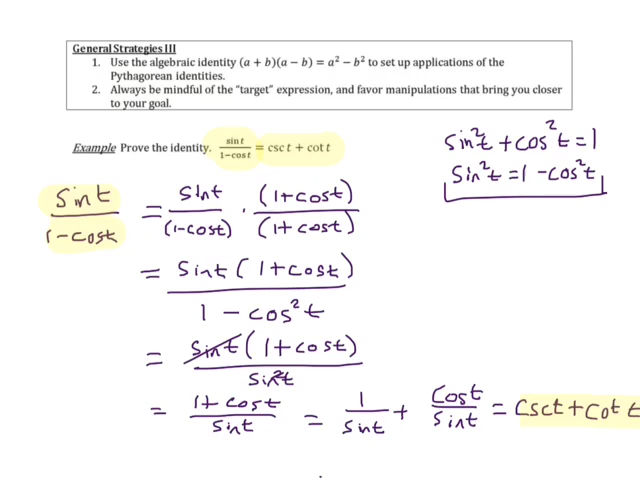 General Strategies III
1. Use the algebraic identity (a + b)(a − b) = a² − b² to set up applications of the
Pythagorean identities.
2. Always be mindful of the "target" expression, and favor manipulations that bring you closer
to your goal.
Example Prove the identity. sin t / 1−cos t = csc t + cot t
sin²t + cos²t = 1
sin²t = 1 − cos²t
sin t / 1 − cos t = sin t / (1−cos t) · (1+cos t) / (1+cos t)
= sin t (1+cos t) / 1 − cos²t
= sin t (1+cos t) / sin²t
= 1+cos t / sin t = 1 / sin t + cos t / sin t = csc t + cot t